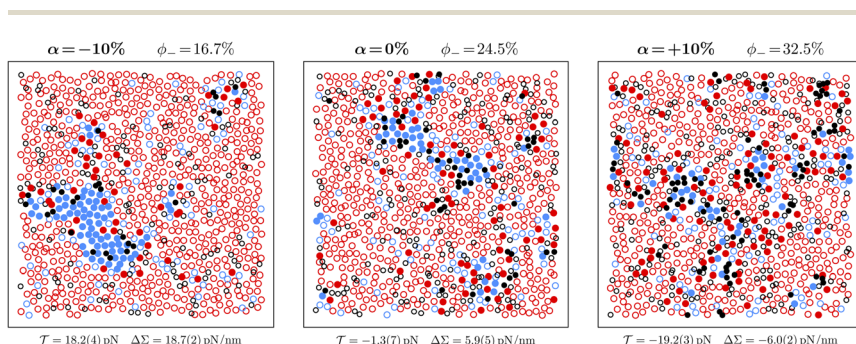 α = −10% ϕ₋ = 16.7%
α = 0% ϕ₋ = 24.5%
α = +10% ϕ₋ = 32.5%
𝒯 = 18.2(4) pN ΔΣ = 18.7(2) pN/nm
𝒯 = −1.3(7) pN ΔΣ = 5.9(5) pN/nm
𝒯 = −19.2(3) pN ΔΣ = −6.0(2) pN/nm